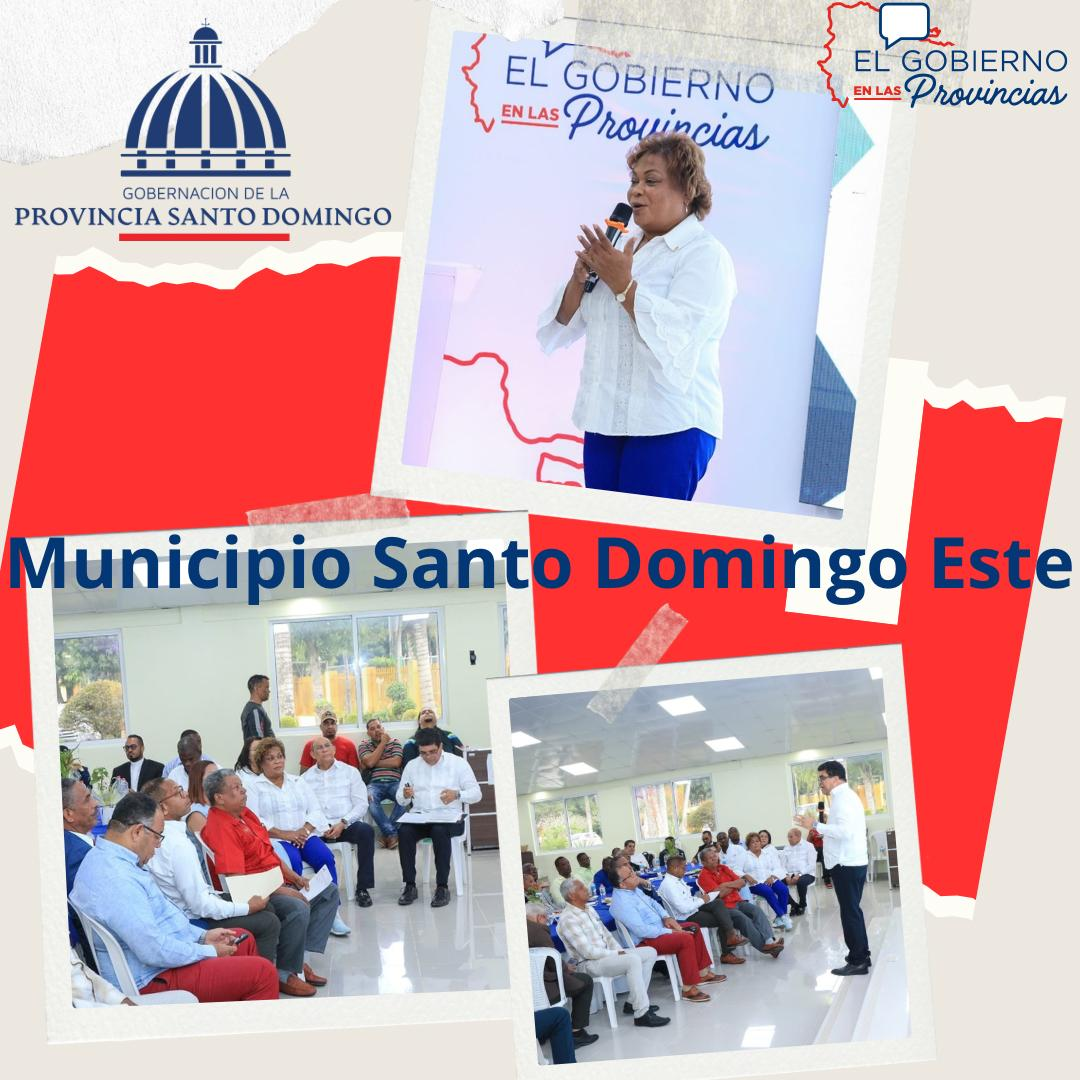 GOBERNACION DE LA
PROVINCIA SANTO DOMINGO
EL GOBIERNO
EN LAS Provincias
EL GOBIERNO
EN LAS Provincias
Municipio Santo Domingo Este